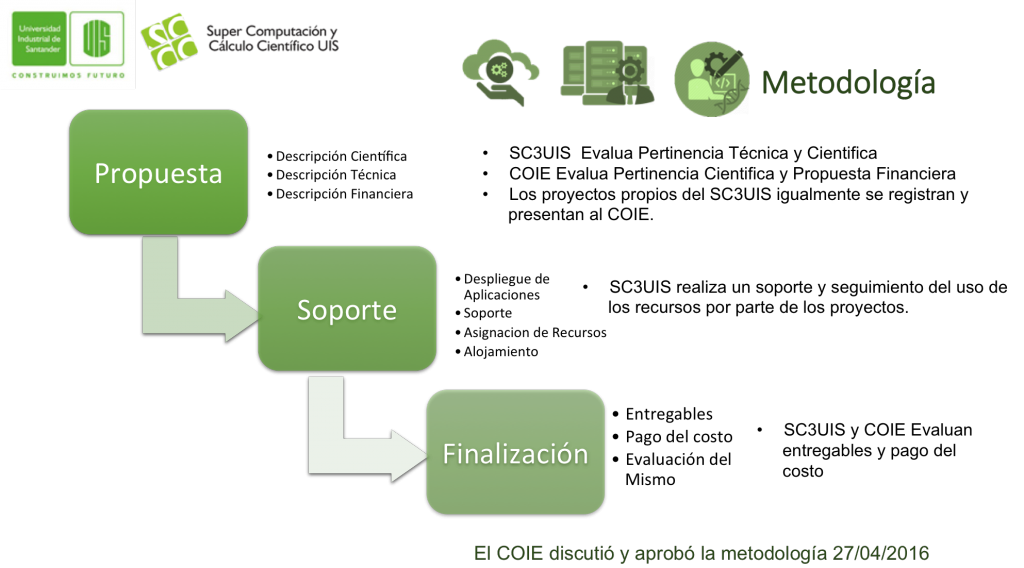 Universidad
Industrial de
Santander
UIS
CONSTRUIMOS FUTURO
SC3
Super Computación y
Cálculo Científico UIS
Metodología
Propuesta
• Descripción Científica
• Descripción Técnica
• Descripción Financiera
• SC3UIS Evalua Pertinencia Técnica y Cientifica
• COIE Evalua Pertinencia Cientifica y Propuesta Financiera
• Los proyectos propios del SC3UIS igualmente se registran y
presentan al COIE.
Soporte
• Despliegue de
Aplicaciones
• Soporte
• Asignacion de Recursos
• Alojamiento
• SC3UIS realiza un soporte y seguimiento del uso de
los recursos por parte de los proyectos.
Finalización
• Entregables
• Pago del costo
• Evaluación del
Mismo
• SC3UIS y COIE Evaluan
entregables y pago del
costo
El COIE discutió y aprobó la metodología 27/04/2016